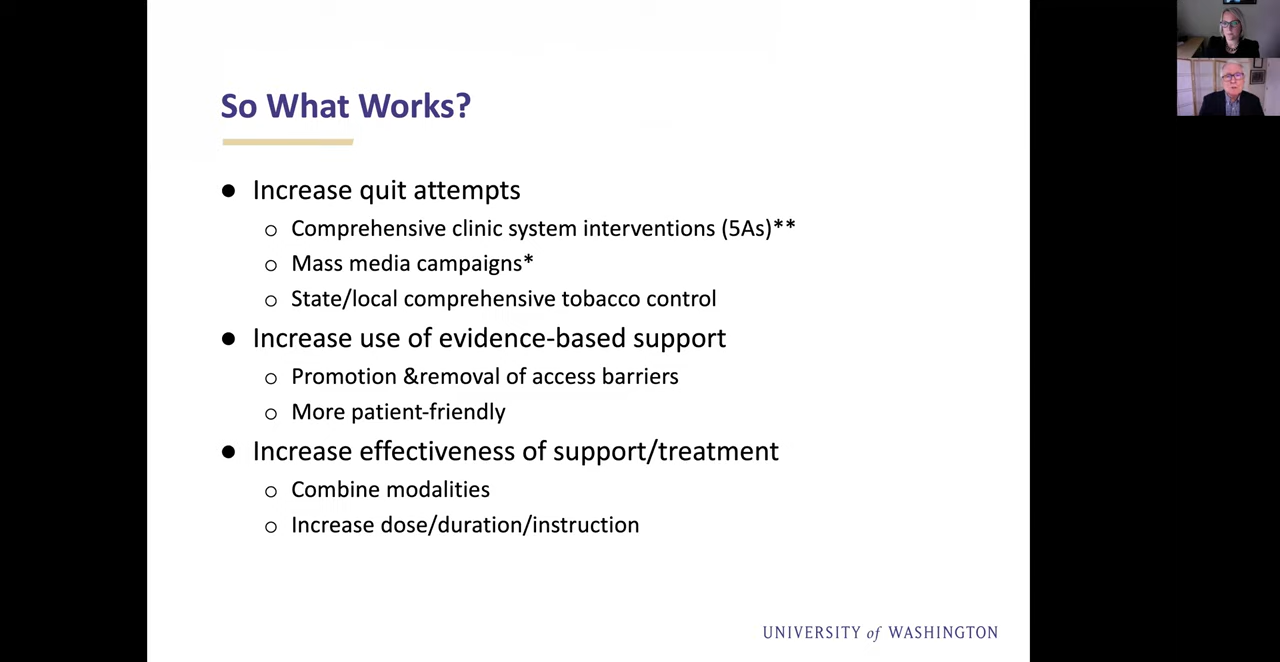 So What Works?
● Increase quit attempts
○ Comprehensive clinic system interventions (5As)**
○ Mass media campaigns*
○ State/local comprehensive tobacco control
● Increase use of evidence-based support
○ Promotion &removal of access barriers
○ More patient-friendly
● Increase effectiveness of support/treatment
○ Combine modalities
○ Increase dose/duration/instruction
UNIVERSITY of WASHINGTON